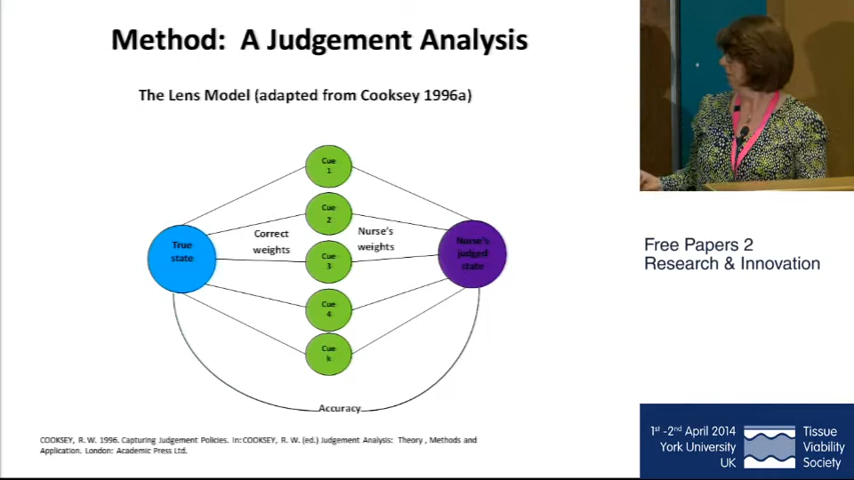 Method: A Judgement Analysis
The Lens Model (adapted from Cooksey 1996a)
Cue
1
Cue
2
Correct
weights
Nurse's
weights
True
state
Cue
3
Nurse's
judged
state
Cue
4
Cue
k
Accuracy
COOKSEY, R. W. 1996. Capturing Judgement Policies. In: COOKSEY, R. W. (ed.) Judgement Analysis: Theory , Methods and
Application. London: Academic Press Ltd.
Free Papers 2
Research & Innovation
1st -2nd April 2014
York University
UK
Tissue
Viability
Society